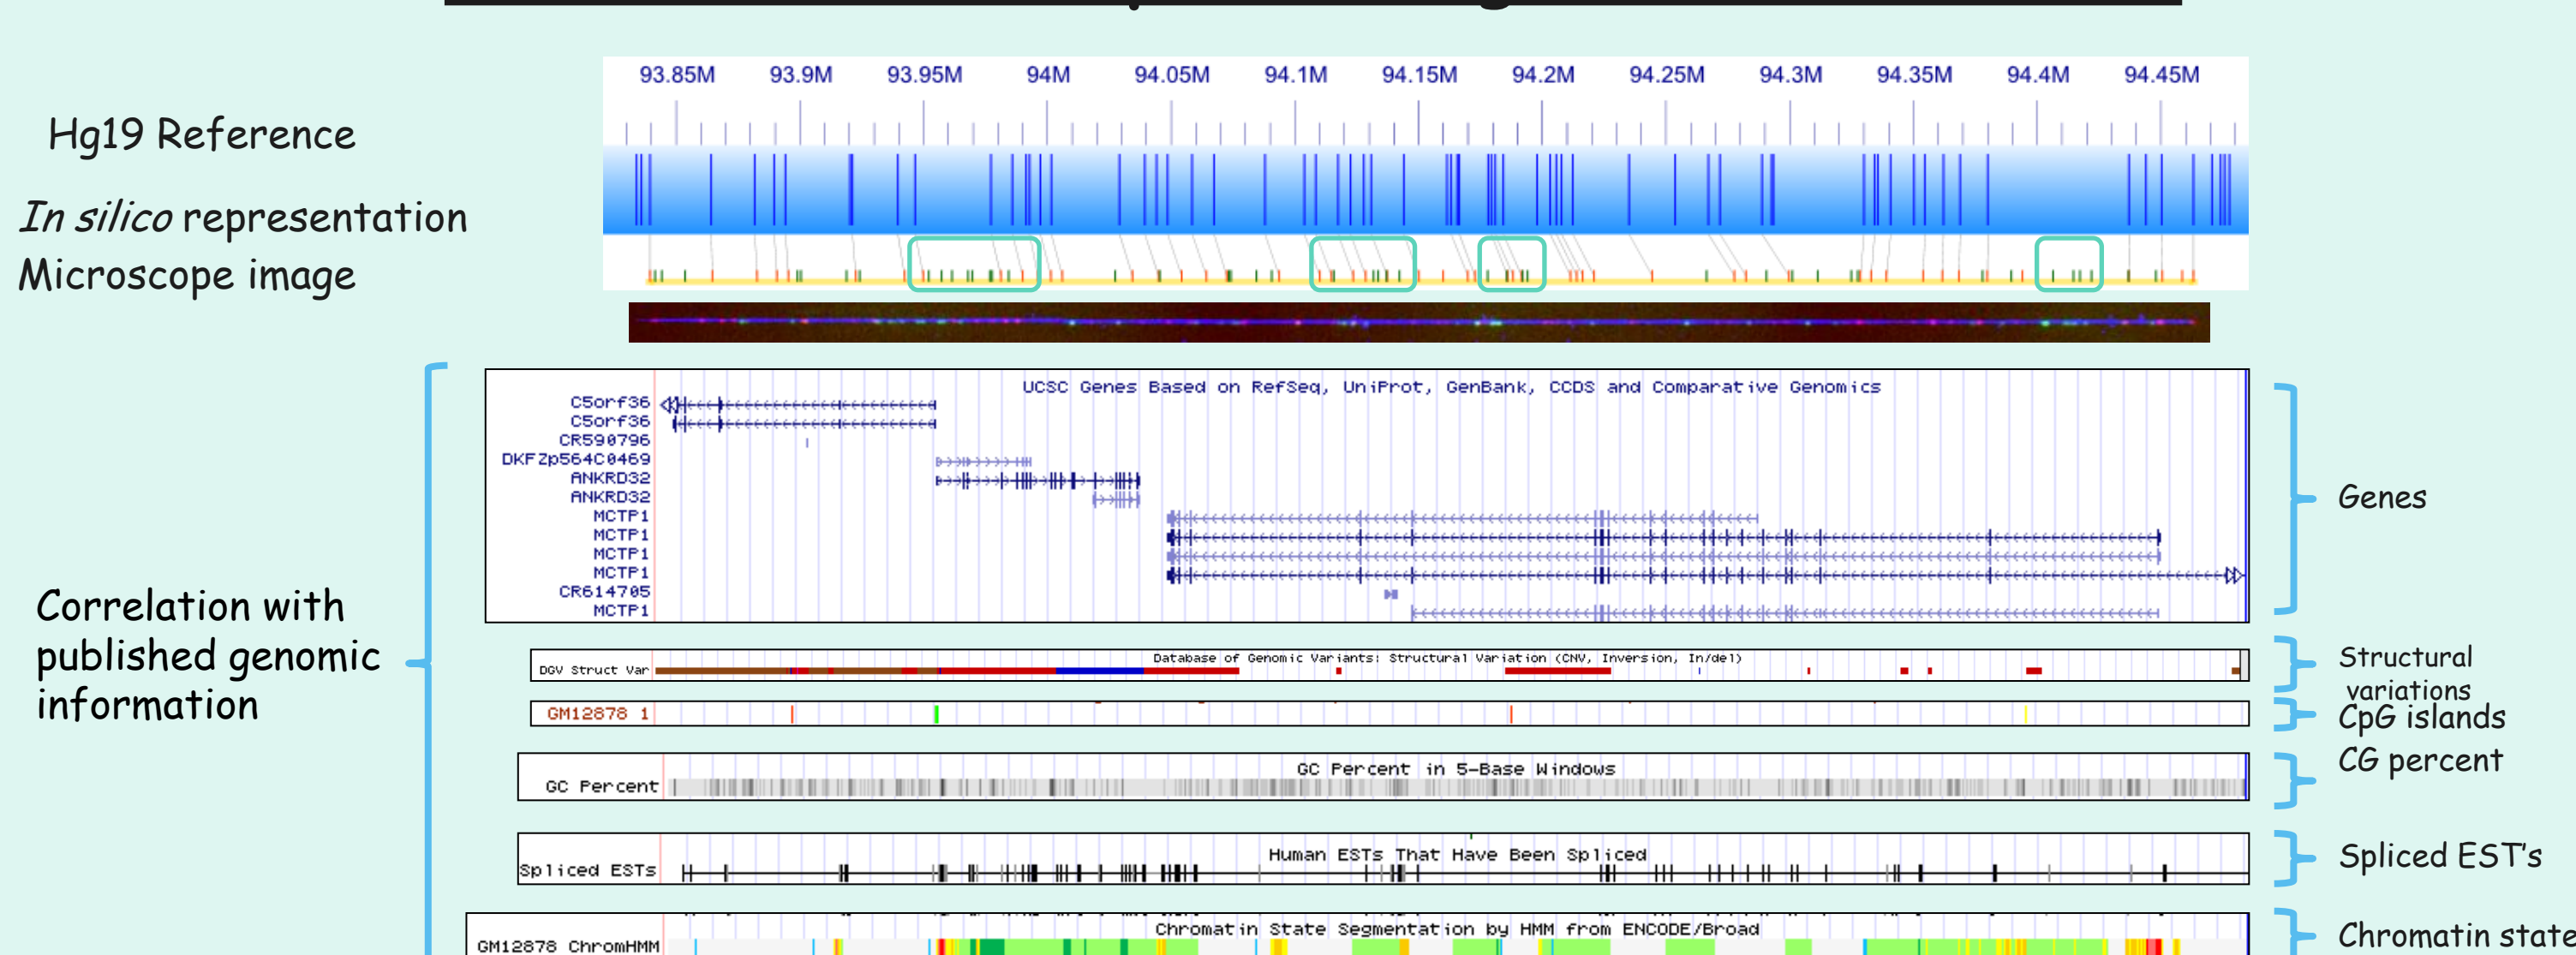 93.85M 93.9M 93.95M 94M 94.05M 94.1M 94.15M 94.2M 94.25M 94.3M 94.35M 94.4M 94.45M
Hg19 Reference
In silico representation
Microscope image
Correlation with
published genomic
information
UCSC Genes Based on RefSeq, UniProt, GenBank, CCDS and Comparative Genomics
C5orf36
C5orf36
CR590796
DKFZp564C0469
ANKRD32
ANKRD32
MCTP1
MCTP1
MCTP1
MCTP1
CR614705
MCTP1
Genes
Database of Genomic Variants: Structural Variation (CNV, Inversion, In/del)
DGV Struct Var
Structural
variations
GM12878 1
CpG islands
GC Percent in 5-Base Windows
GC Percent
CG percent
Human ESTs That Have Been Spliced
Spliced ESTs
Spliced EST's
Chromatin State Segmentation by HMM from ENCODE/Broad
GM12878 ChromHMM
Chromatin state